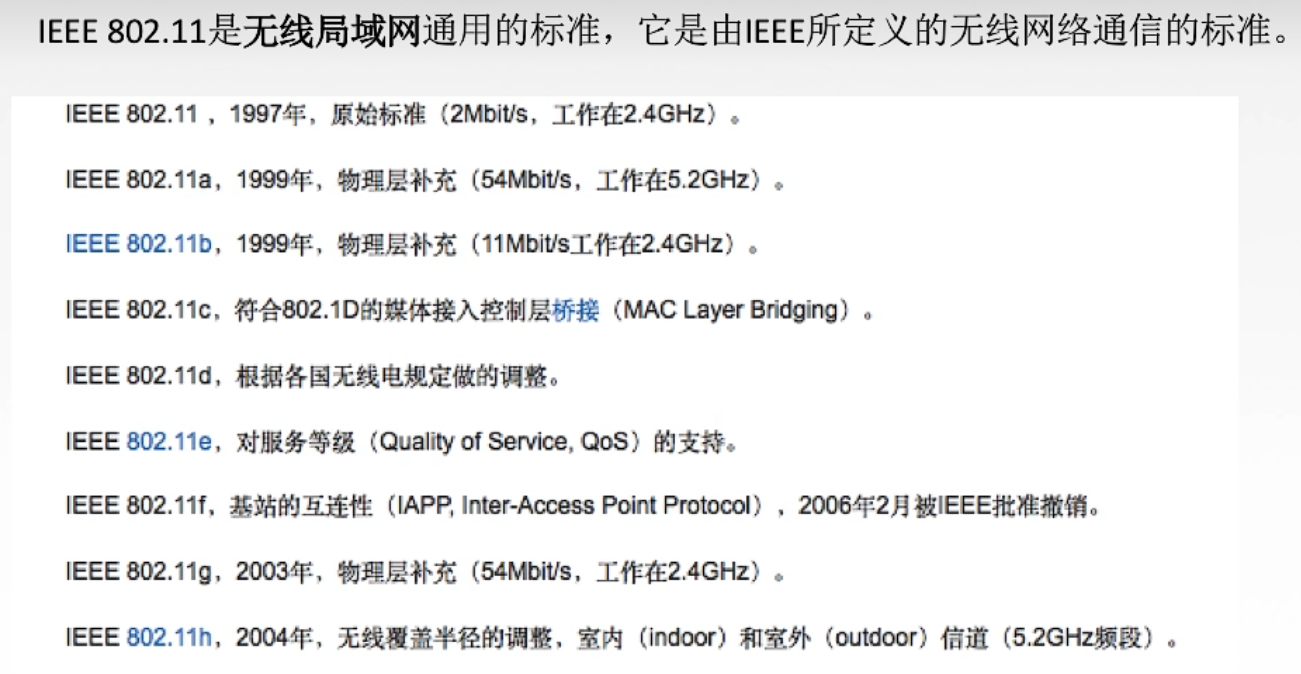 IEEE 802.11是无线局域网通用的标准，它是由IEEE所定义的无线网络通信的标准。
IEEE 802.11 ，1997年，原始标准（2Mbit/s，工作在2.4GHz）。
IEEE 802.11a，1999年，物理层补充（54Mbit/s，工作在5.2GHz）。
IEEE 802.11b，1999年，物理层补充（11Mbit/s工作在2.4GHz）。
IEEE 802.11c，符合802.1D的媒体接入控制层桥接（MAC Layer Bridging）。
IEEE 802.11d，根据各国无线电规定做的调整。
IEEE 802.11e，对服务等级（Quality of Service, QoS）的支持。
IEEE 802.11f，基站的互连性（IAPP, Inter-Access Point Protocol），2006年2月被IEEE批准撤销。
IEEE 802.11g，2003年，物理层补充（54Mbit/s，工作在2.4GHz）。
IEEE 802.11h，2004年，无线覆盖半径的调整，室内（indoor）和室外（outdoor）信道（5.2GHz频段）。